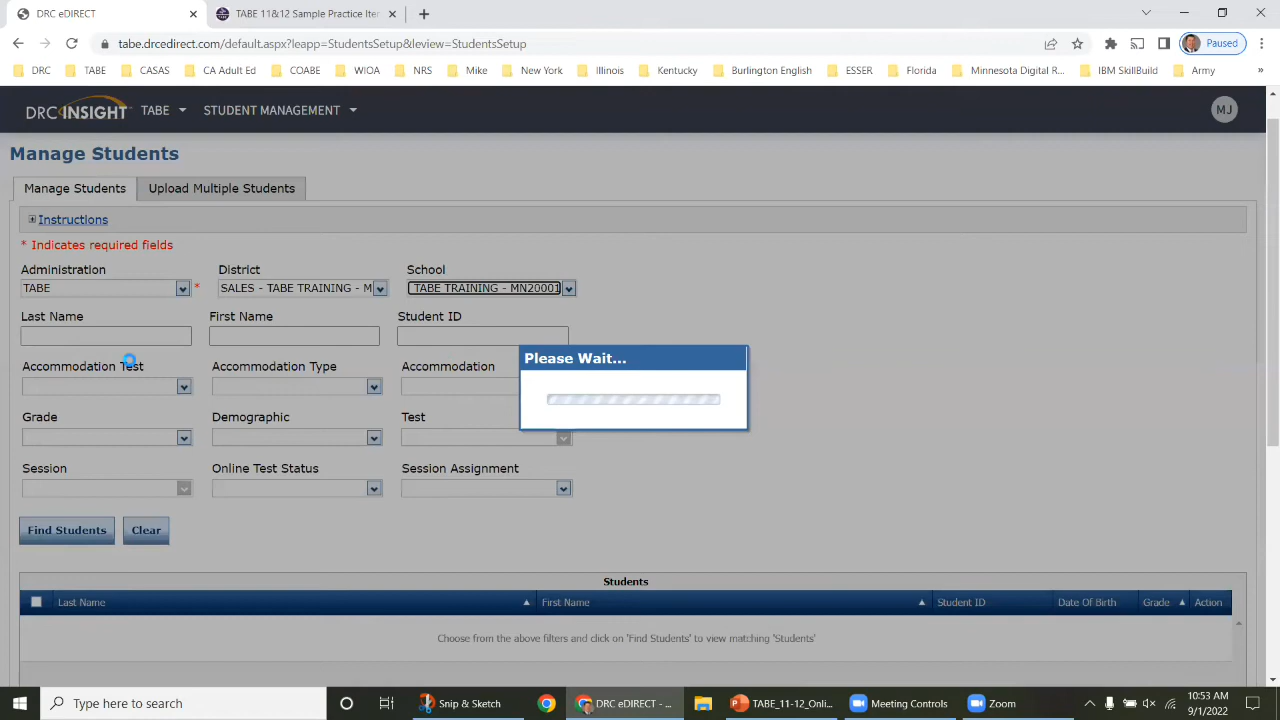 DRC eDIRECT
TABE 11&12 Sample Practice Iter
tabe.drcedirect.com/default.aspx?leapp=StudentsSetup&leview=StudentsSetup
Paused
DRC TABE CASAS CA Adult Ed COABE WIOA NRS Mike New York Illinois Kentucky Burlington English ESSER Florida Minnesota Digital R... IBM SkillBuild Army
DRC INSIGHT TABE STUDENT MANAGEMENT MJ
Manage Students
Manage Students Upload Multiple Students
Instructions
* Indicates required fields
Administration District School
TABE * SALES - TABE TRAINING - M TABE TRAINING - MN20001
Last Name First Name Student ID
Please Wait...
Accommodation Test Accommodation Type Accommodation
Grade Demographic Test
Session Online Test Status Session Assignment
Find Students Clear
Students
Last Name First Name Student ID Date Of Birth Grade Action
Choose from the above filters and click on 'Find Students' to view matching 'Students'
Type here to search Snip & Sketch DRC eDIRECT - ... TABE_11-12_Onli... Meeting Controls Zoom
10:53 AM
9/1/2022